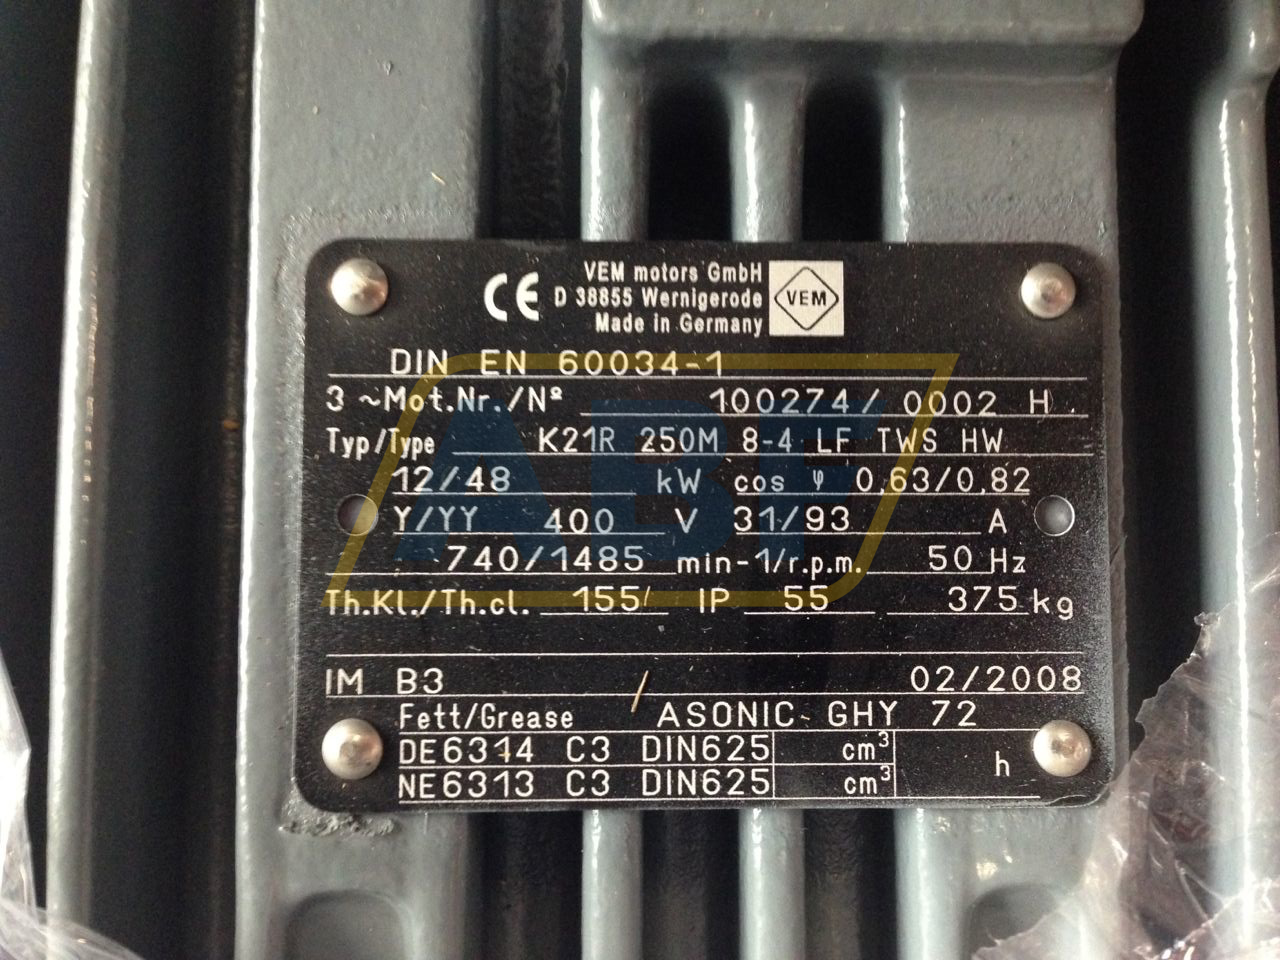 CE
VEM motors GmbH
D 38855 Wernigerode
Made in Germany
VEM
DIN EN 60034-1
3 ~Mot.Nr./Nº 100274/ 0002 H
Typ/Type K21R 250M 8-4 LF TWS HW
12/48 kW cos φ 0,63/0,82
Y/YY 400 V 31/93 A
740/1485 min-1/r.p.m. 50 Hz
Th.Kl./Th.cl. 155 IP 55 375 kg
IM B3 02/2008
Fett/Grease ASONIC GHY 72
DE6314 C3 DIN625 cm³
NE6313 C3 DIN625 cm³ h
ABF